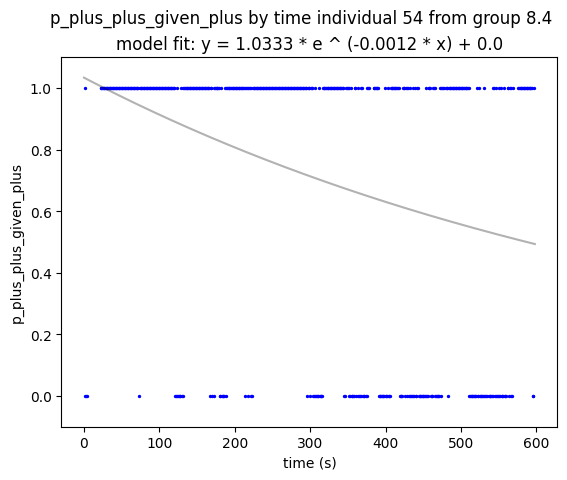 p_plus_plus_given_plus by time individual 54 from group 8.4
model fit: y = 1.0333 * e ^ (-0.0012 * x) + 0.0
1.0
0.8
0.6
0.4
0.2
0.0
p_plus_plus_given_plus
0 100 200 300 400 500 600
time (s)